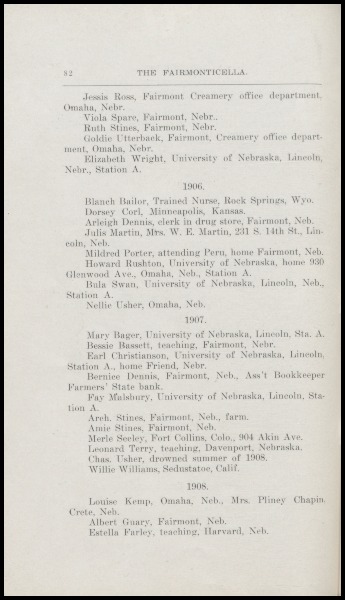 82 THE FAIRMONTICELLA.
Jessis Ross, Fairmont Creamery office department,
Omaha, Nebr.
Viola Spare, Fairmont, Nebr..
Ruth Stines, Fairmont, Nebr.
Goldie Utterback, Fairmont, Creamery office depart-
ment, Omaha, Nebr.
Elizabeth Wright, University of Nebraska, Lincoln,
Nebr., Station A.
1906.
Blanch Bailor, Trained Nurse, Rock Springs, Wyo.
Dorsey Corl, Minneapolis, Kansas.
Arleigh Dennis, clerk in drug store, Fairmont, Neb.
Julis Martin, Mrs. W. E. Martin, 231 S. 14th St., Lin-
coln, Neb.
Mildred Porter, attending Peru, home Fairmont, Neb.
Howard Rushton, University of Nebraska, home 930
Glenwood Ave., Omaha, Neb., Station A.
Bula Swan, University of Nebraska, Lincoln, Neb.,
Station A.
Nellie Usher, Omaha, Neb.
1907.
Mary Bager, University of Nebraska, Lincoln, Sta. A.
Bessie Bassett, teaching, Fairmont, Nebr.
Earl Christianson, University of Nebraska, Lincoln,
Station A., home Friend, Nebr.
Bernice Dennis, Fairmont, Neb., Ass't Bookkeeper
Farmers' State bank.
Fay Malsbury, University of Nebraska, Lincoln, Sta-
tion A.
Arch. Stines, Fairmont, Neb., farm.
Amie Stines, Fairmont, Neb.
Merle Seeley, Fort Collins, Colo., 904 Akin Ave.
Leonard Terry, teaching, Davenport, Nebraska.
Chas. Usher, drowned summer of 1908.
Willie Williams, Sedustatoe, Calif.
1908.
Louise Kemp, Omaha, Neb., Mrs. Pliney Chapin,
Crete, Neb.
Albert Guary, Fairmont, Neb.
Estella Farley, teaching, Harvard, Neb.